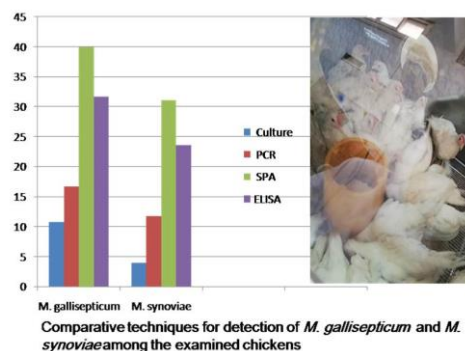 45
40
35
30
25
20
15
10
5
0
Culture
PCR
SPA
ELISA
M. gallisepticum M. synoviae
Comparative techniques for detection of M. gallisepticum and M.
synoviae among the examined chickens